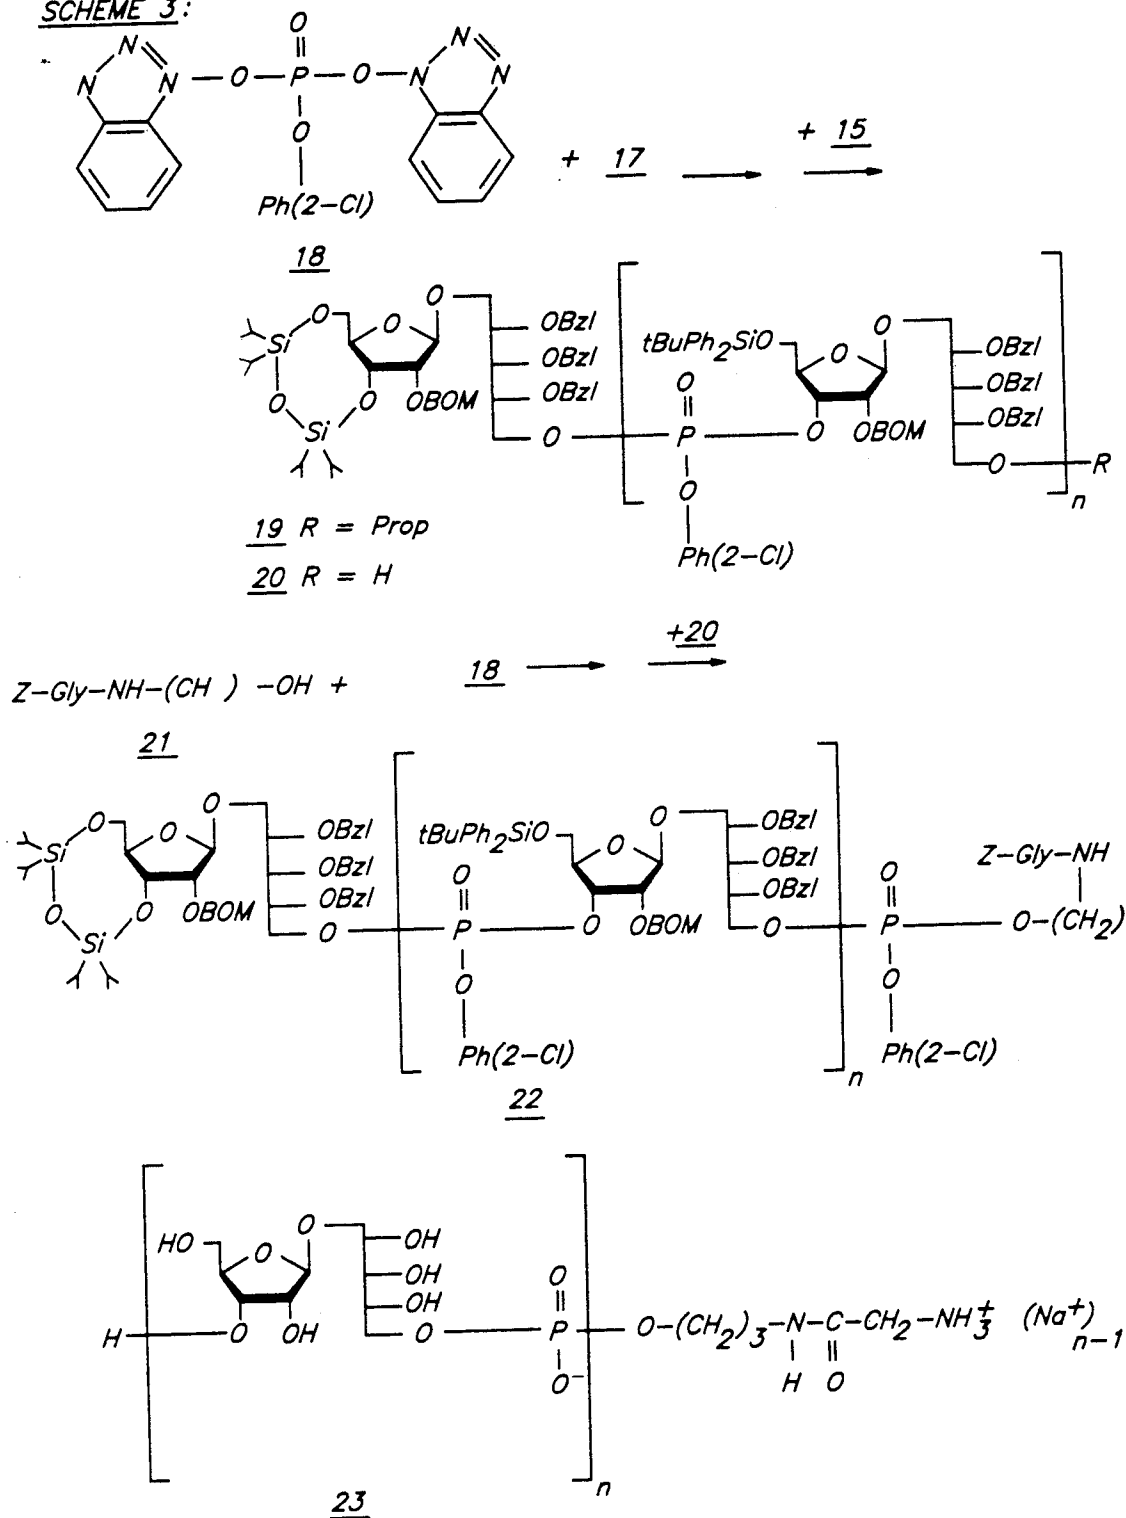 SCHEME 3:
O
N
N N N N
N—O—P—O—N
O
Ph(2-Cl)
+ 17
+ 15
18
O
O O OBzl
Si OBzl
O OBOM OBzl
O
Si
O
tBuPh2SiO
O O
O OBzl
P OBzl
O OBOM OBzl
O
O
Ph(2-Cl)
R
n
19 R = Prop
20 R = H
Z-Gly-NH-(CH ) -OH + 18
+20
21
O
O O OBzl
Si OBzl
O O OBOM OBzl
Si
O
tBuPh2SiO
O O
O OBzl
P OBzl
O OBOM OBzl
O
O
Ph(2-Cl)
n
O
P
O
Ph(2-Cl)
Z-Gly-NH
O-(CH2)
22
HO O O OH
OH
OH
H O OH O
O
P
O-
n
O-(CH2)3-N-C-CH2-NH3+ (Na+)n-1
H O
23